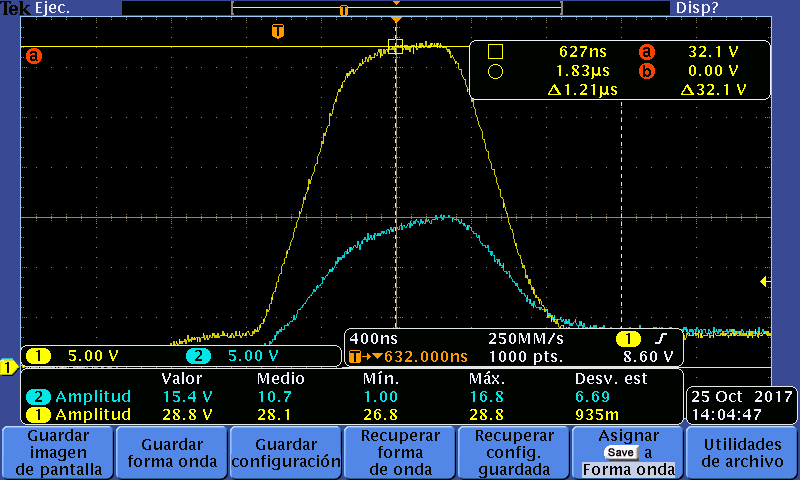 Tek Ejec. Disp?
T
T
a
627ns a 32.1 V
1.83µs b 0.00 V
Δ1.21µs Δ32.1 V
1 5.00 V 2 5.00 V
400ns 250MM/s 1
T→▼632.000ns 1000 pts. 8.60 V
1
Valor Medio Mín. Máx. Desv. est
2 Amplitud 15.4 V 10.7 1.00 16.8 6.69
1 Amplitud 28.8 V 28.1 26.8 28.8 935m
25 Oct 2017
14:04:47
Guardar
imagen
de pantalla
Guardar
forma onda
Guardar
configuración
Recuperar
forma
de onda
Recuperar
config.
guardada
Asignar
Save a
Forma onda
Utilidades
de archivo